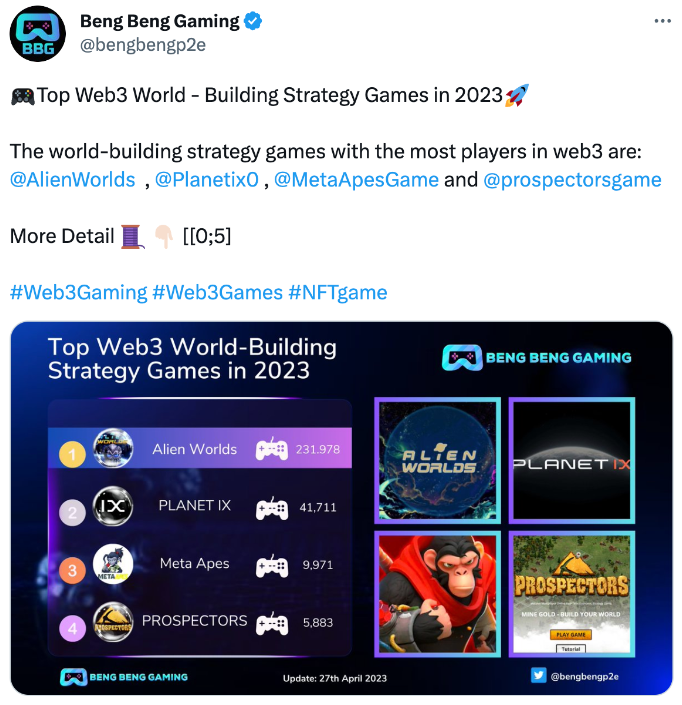 Beng Beng Gaming
@bengbengp2e
BBG
🎮Top Web3 World - Building Strategy Games in 2023🚀
The world-building strategy games with the most players in web3 are:
@AlienWorlds , @Planetix0 , @MetaApesGame and @prospectorsgame
More Detail 🧵 👇🏻 [[0;5]
#Web3Gaming #Web3Games #NFTgame
Top Web3 World-Building
Strategy Games in 2023
BENG BENG GAMING
1 Alien Worlds 231.978
2 IX PLANET IX 41,711
3 META Meta Apes 9,971
4 PROSPECTORS PROSPECTORS 5,883
ALIEN
WORLDS
PLANET IX
PROSPECTORS
MINE GOLD - BUILD YOUR WORLD
PLAY GAME
Tutorial
BENG BENG GAMING
Update: 27th April 2023
@bengbengp2e